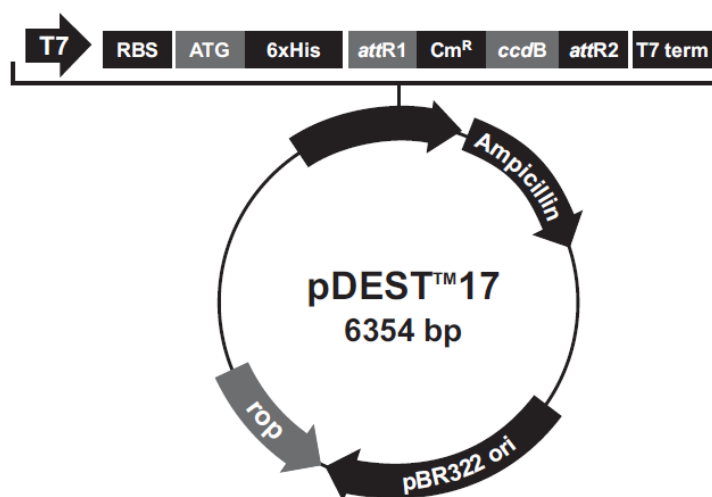 T7 RBS ATG 6xHis attR1 Cmᴿ ccdB attR2 T7 term
Ampicillin
pDEST™17
6354 bp
rop
pBR322 ori